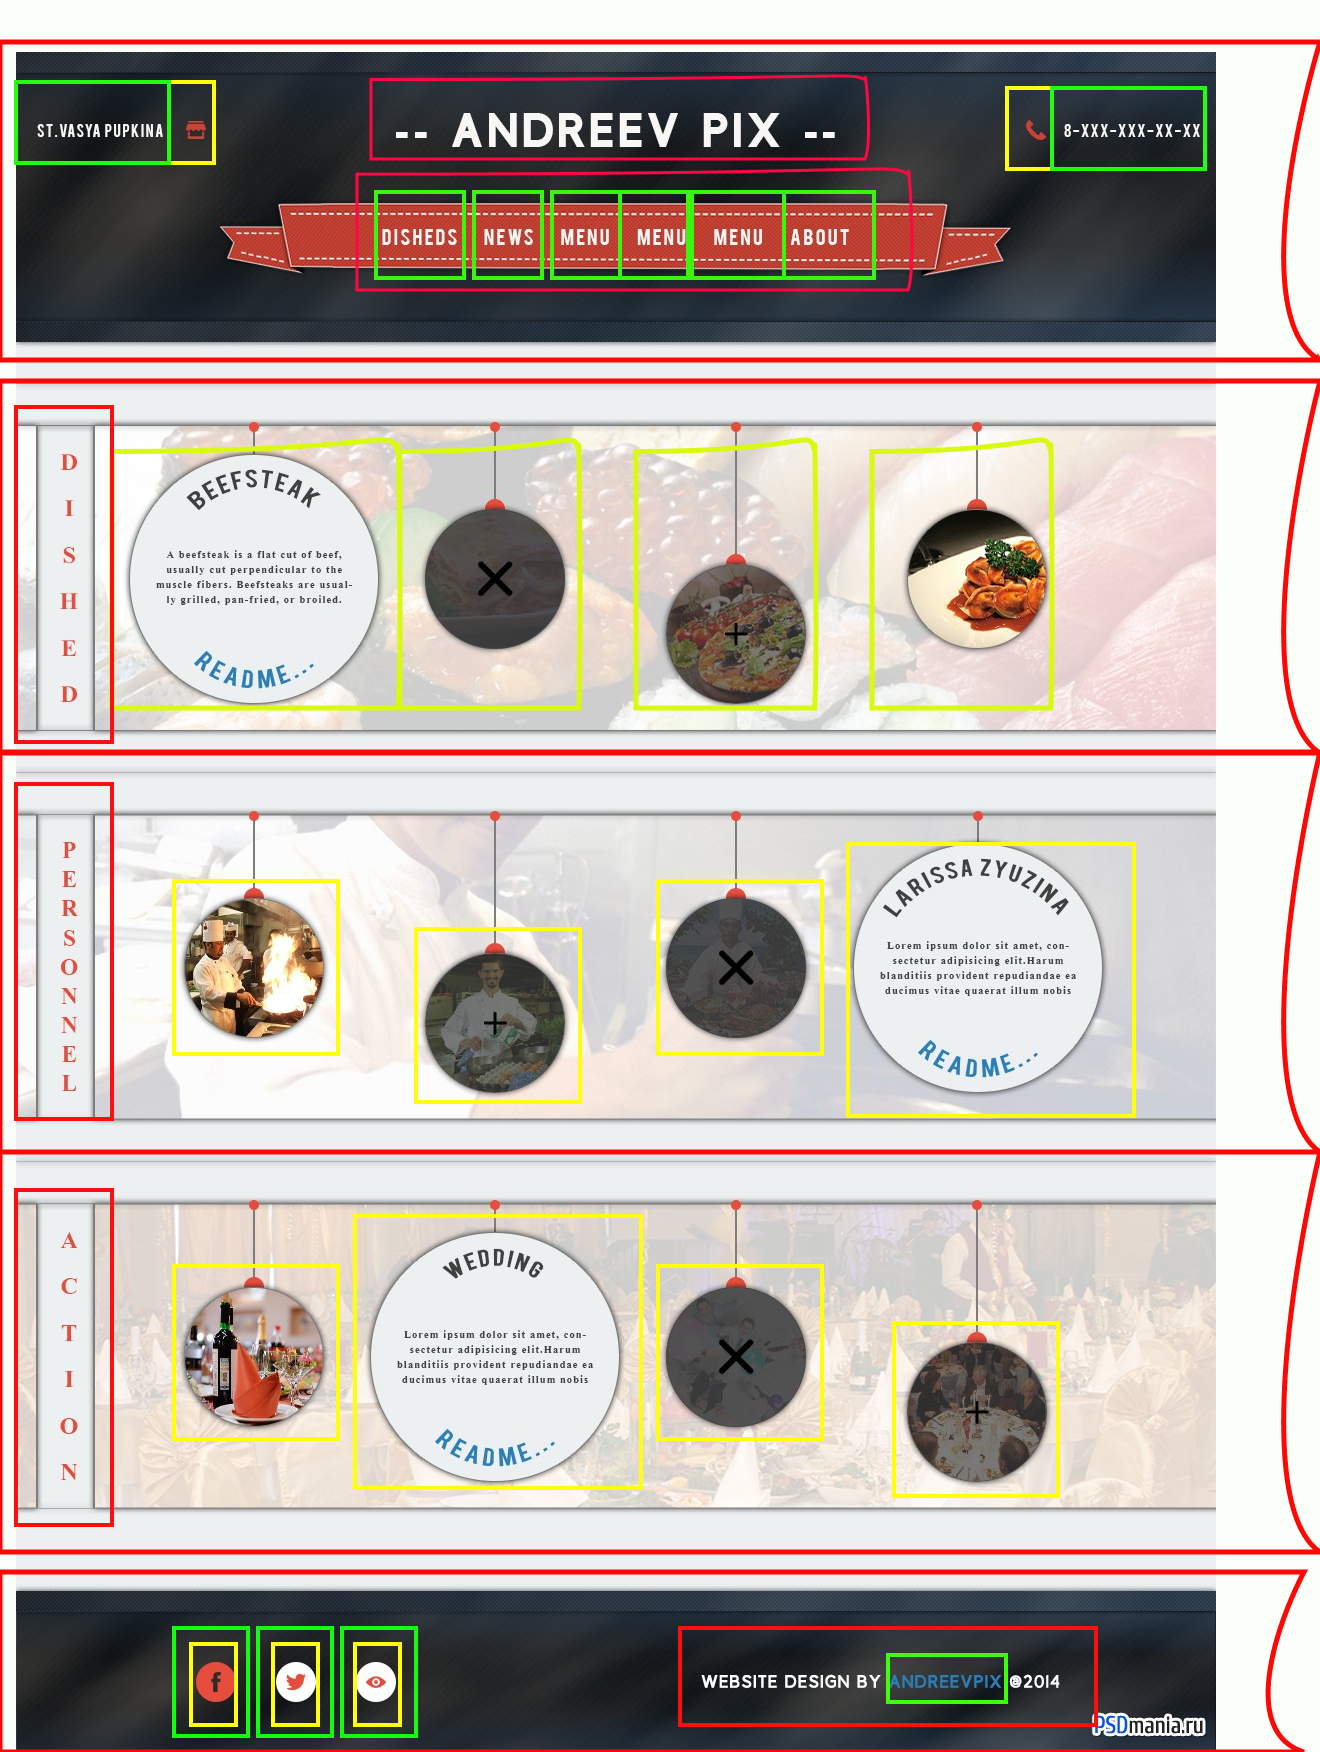 ST.VASYA PUPKINA
-- ANDREEV PIX --
8-XXX-XXX-XX-XX
DISHEDS NEWS MENU MENU MENU ABOUT
DISHED
BEEFSTEAK
A beefsteak is a flat cut of beef,
usually cut perpendicular to the
muscle fibers. Beefsteaks are usual-
ly grilled, pan-fried, or broiled.
README...
PERSONNEL
LARISSA ZYUZINA
Lorem ipsum dolor sit amet, con-
sectetur adipisicing elit.Harum
blanditiis provident repudiandae ea
ducimus vitae quaerat illum nobis
README...
ACTION
WEDDING
Lorem ipsum dolor sit amet, con-
sectetur adipisicing elit.Harum
blanditiis provident repudiandae ea
ducimus vitae quaerat illum nobis
README...
f
WEBSITE DESIGN BY ANDREEVPIX @2014
PSDmania.ru